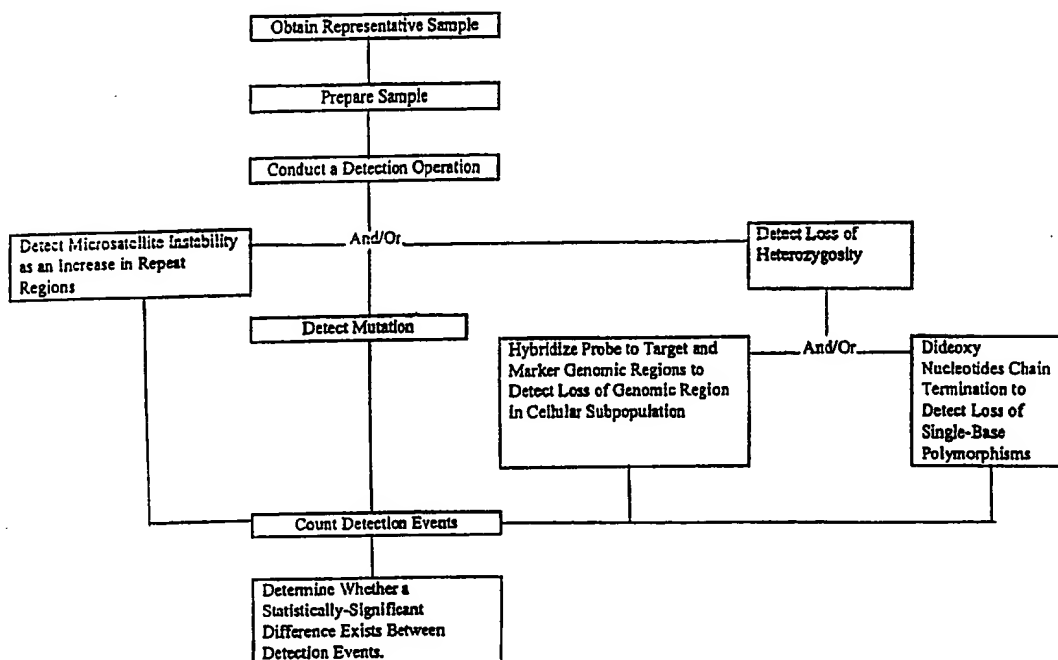 Obtain Representative Sample
Prepare Sample
Conduct a Detection Operation
And/Or
Detect Microsatellite Instability
as an Increase in Repeat
Regions
Detect Loss of
Heterozygosity
Detect Mutation
And/Or
Hybridize Probe to Target and
Marker Genomic Regions to
Detect Loss of Genomic Region
in Cellular Subpopulation
Dideoxy
Nucleotides Chain
Termination to
Detect Loss of
Single-Base
Polymorphisms
Count Detection Events
Determine Whether a
Statistically-Significant
Difference Exists Between
Detection Events.